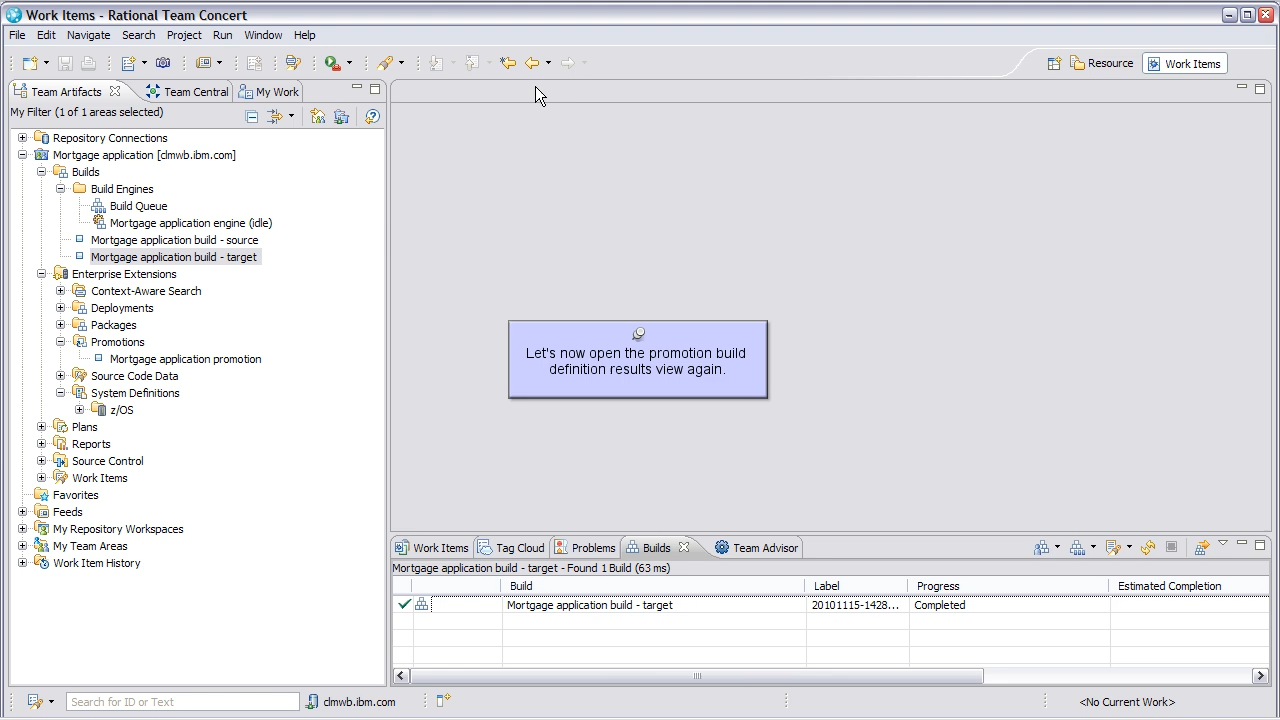 Work Items - Rational Team Concert
File Edit Navigate Search Project Run Window Help
Resource Work Items
Team Artifacts Team Central My Work
My Filter (1 of 1 areas selected)
Repository Connections
Mortgage application [clmwb.ibm.com]
Builds
Build Engines
Build Queue
Mortgage application engine (idle)
Mortgage application build - source
Mortgage application build - target
Enterprise Extensions
Context-Aware Search
Deployments
Packages
Promotions
Mortgage application promotion
Source Code Data
System Definitions
z/OS
Plans
Reports
Source Control
Work Items
Favorites
Feeds
My Repository Workspaces
My Team Areas
Work Item History
Let's now open the promotion build
definition results view again.
Work Items Tag Cloud Problems Builds Team Advisor
Mortgage application build - target - Found 1 Build (63 ms)
Build Label Progress Estimated Completion
Mortgage application build - target 20101115-1428... Completed
Search for ID or Text clmwb.ibm.com <No Current Work>